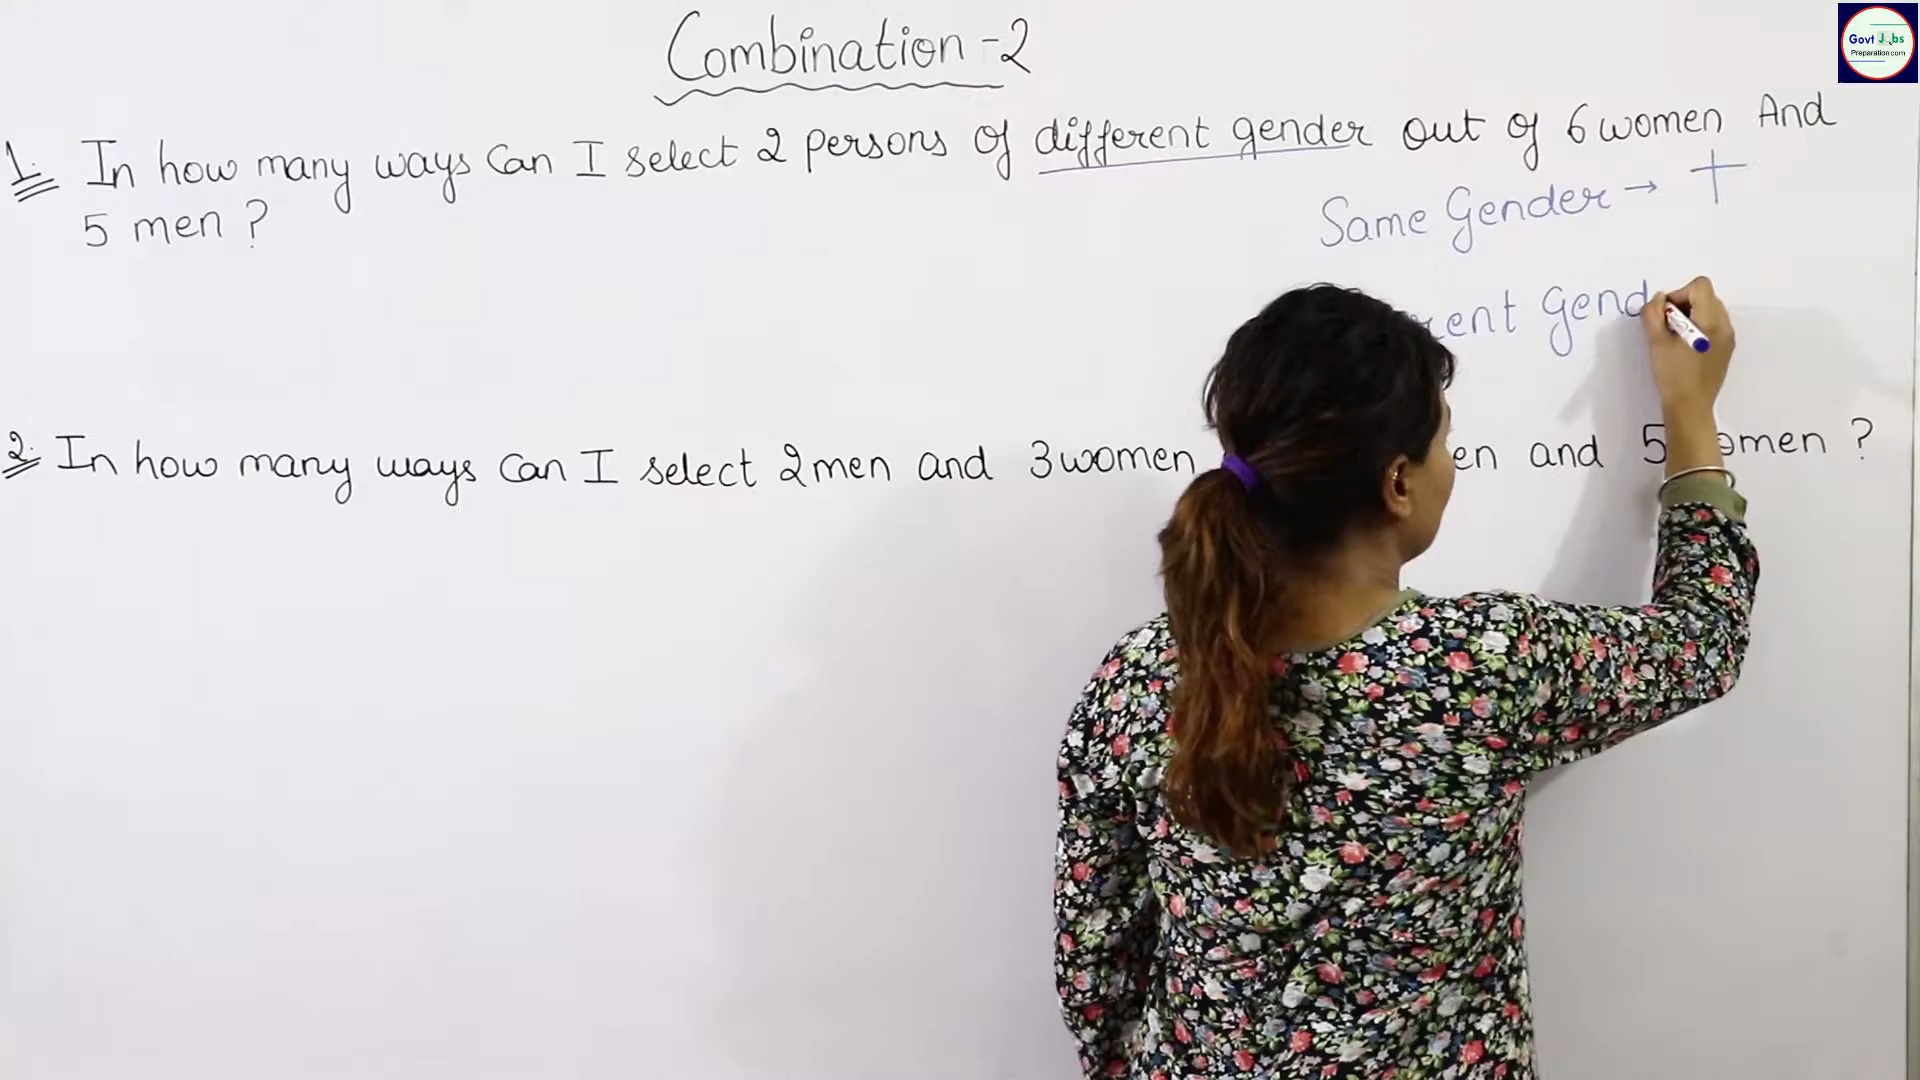 Combination -2
Govt Jobs
Preparation.com
1. In how many ways Can I select 2 persons of different gender out of 6 women And
5 men ?
Same Gender → +
rent Gend
2. In how many ways Can I select 2 men and 3 women en and 5 omen ?